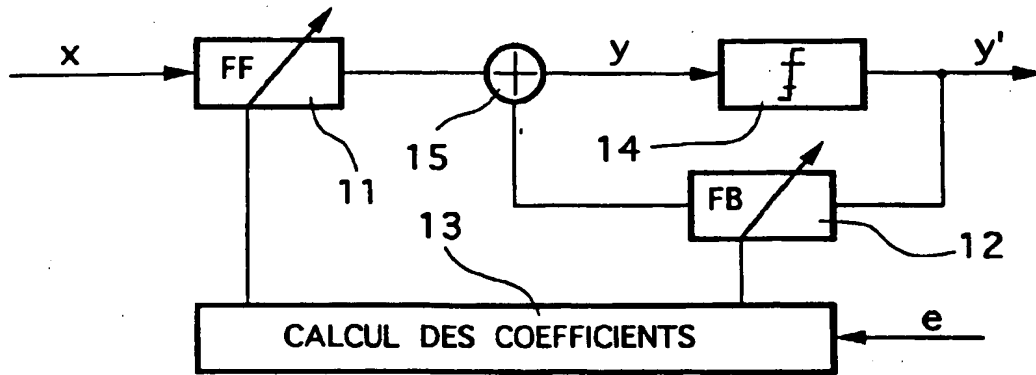 x
FF
y
y'
11
15
14
FB
12
13
CALCUL DES COEFFICIENTS
e